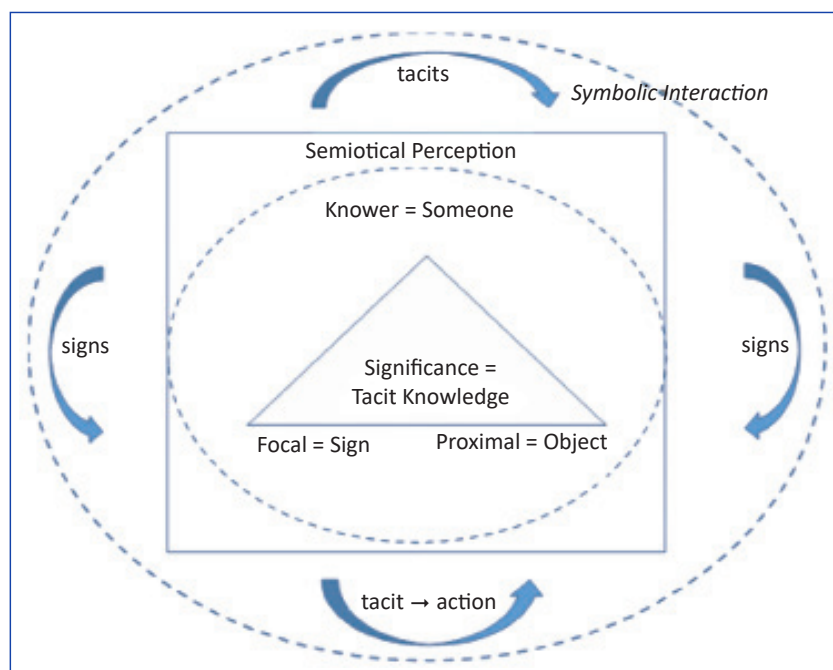 tacits
Symbolic Interaction
Semiotical Perception
Knower = Someone
signs
signs
Significance =
Tacit Knowledge
Focal = Sign
Proximal = Object
tacit → action